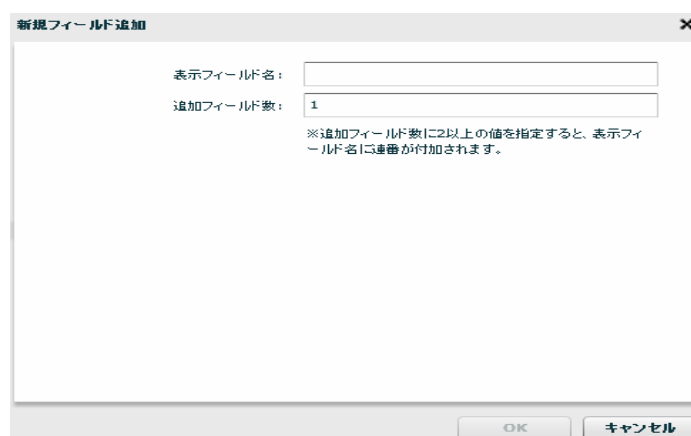 新規フィールド追加
表示フィールド名：
追加フィールド数： 1
※追加フィールド数に2以上の値を指定すると、表示フィ
ールド名に連番が付加されます。
OK キャンセル